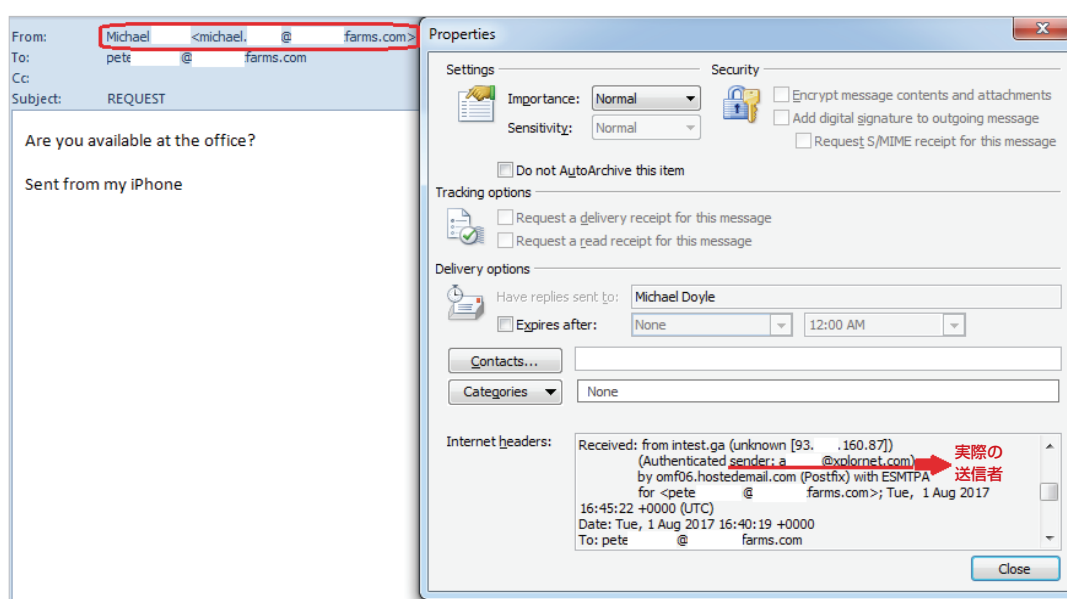 From: Michael <michael. @ farms.com>
To: pete @ farms.com
Cc:
Subject: REQUEST
Are you available at the office?
Sent from my iPhone
Properties
Settings
Security
Importance: Normal
Sensitivity: Normal
Encrypt message contents and attachments
Add digital signature to outgoing message
Request S/MIME receipt for this message
Do not AutoArchive this item
Tracking options
Request a delivery receipt for this message
Request a read receipt for this message
Delivery options
Have replies sent to: Michael Doyle
Expires after: None 12:00 AM
Contacts...
Categories None
Internet headers:
Received: from intest.ga (unknown [93. .160.87])
(Authenticated sender: a @xplornet.com)
by omf06.hostedemail.com (Postfix) with ESMTPA
for <pete @ farms.com>; Tue, 1 Aug 2017
16:45:22 +0000 (UTC)
Date: Tue, 1 Aug 2017 16:40:19 +0000
To: pete @ farms.com
実際の
送信者
Close